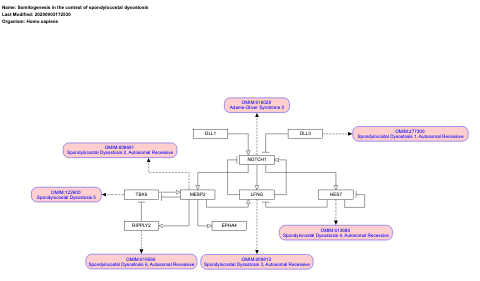 Name: Somitogenesis in the context of spondylocostal dysostosis
Last Modified: 20200903172530
Organism: Homo sapiens
OMIM:616028
Adams-Oliver Syndrome 5
DLL1
DLL3
OMIM:277300
Spondylocostal Dysostosis 1, Autosomal Recessive
OMIM:608681
Spondylocostal Dysostosis 2, Autosomal Recessive
NOTCH1
OMIM:122600
Spondylocostal Dysostosis 5
TBX6
MESP2
LFNG
HES7
RIPPLY2
EPHA4
OMIM:613686
Spondylocostal Dysostosis 4, Autosomal Recessive
OMIM:616566
Spondylocostal Dysostosis 6, Autosomal Recessive
OMIM:609813
Spondylocostal Dysostosis 3, Autosomal Recessive